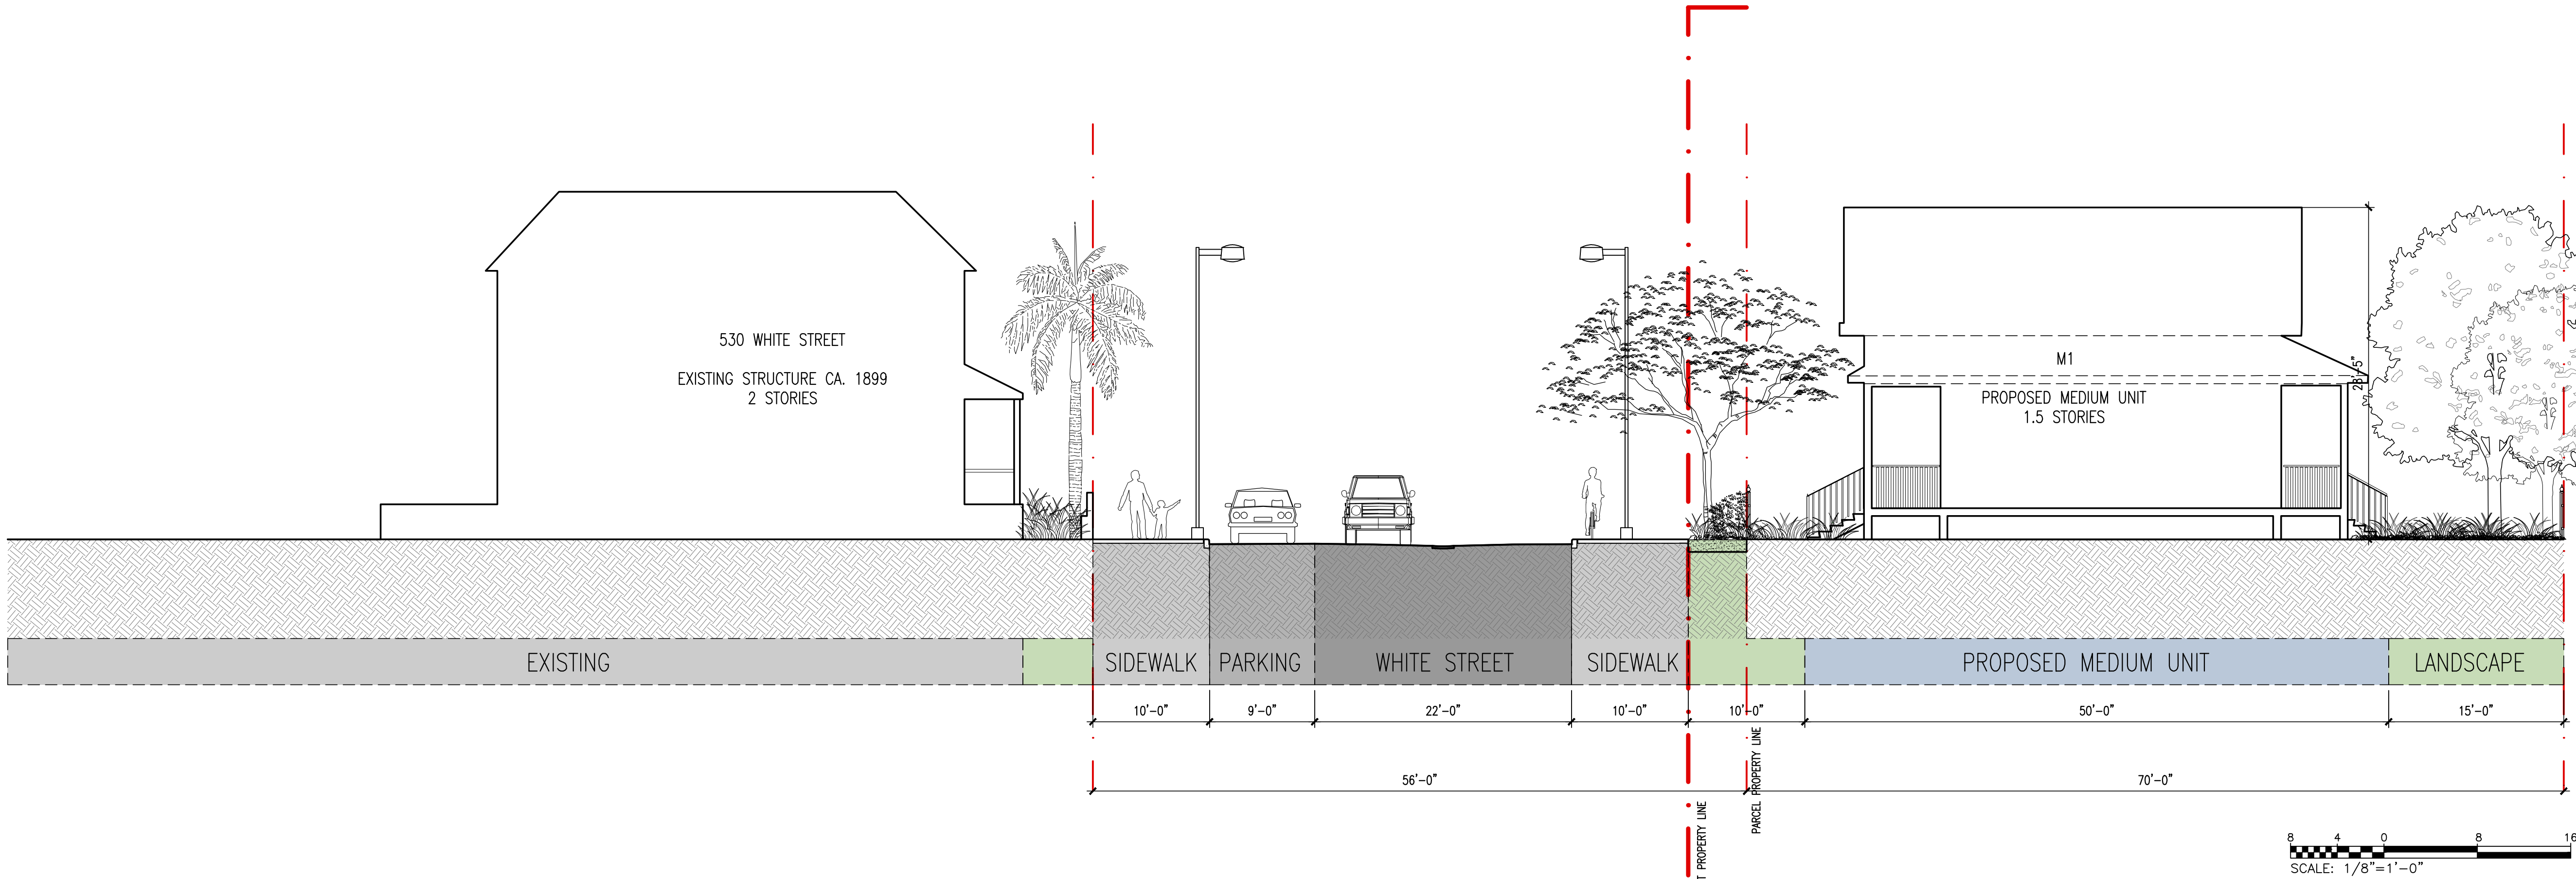 530 WHITE STREET
EXISTING STRUCTURE CA. 1899
2 STORIES
M1
PROPOSED MEDIUM UNIT
1.5 STORIES
EXISTING
SIDEWALK
PARKING
WHITE STREET
SIDEWALK
PROPOSED MEDIUM UNIT
LANDSCAPE
10'-0"
9'-0"
22'-0"
10'-0"
10'-0"
50'-0"
15'-0"
56'-0"
70'-0"
PARCEL PROPERTY LINE
T PROPERTY LINE
8 4 0 8 16
SCALE: 1/8"=1'-0"